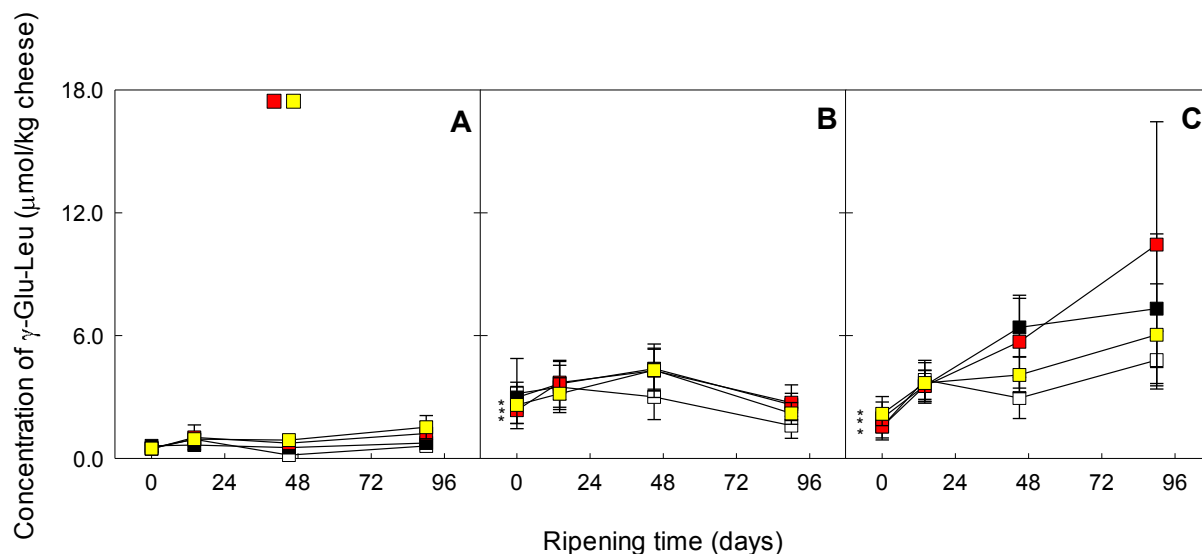 Concentration of γ-Glu-Leu (μmol/kg cheese)
18.0
12.0
6.0
0.0
A
B
C
***
***
0 24 48 72 96
0 24 48 72 96
0 24 48 72 96
Ripening time (days)